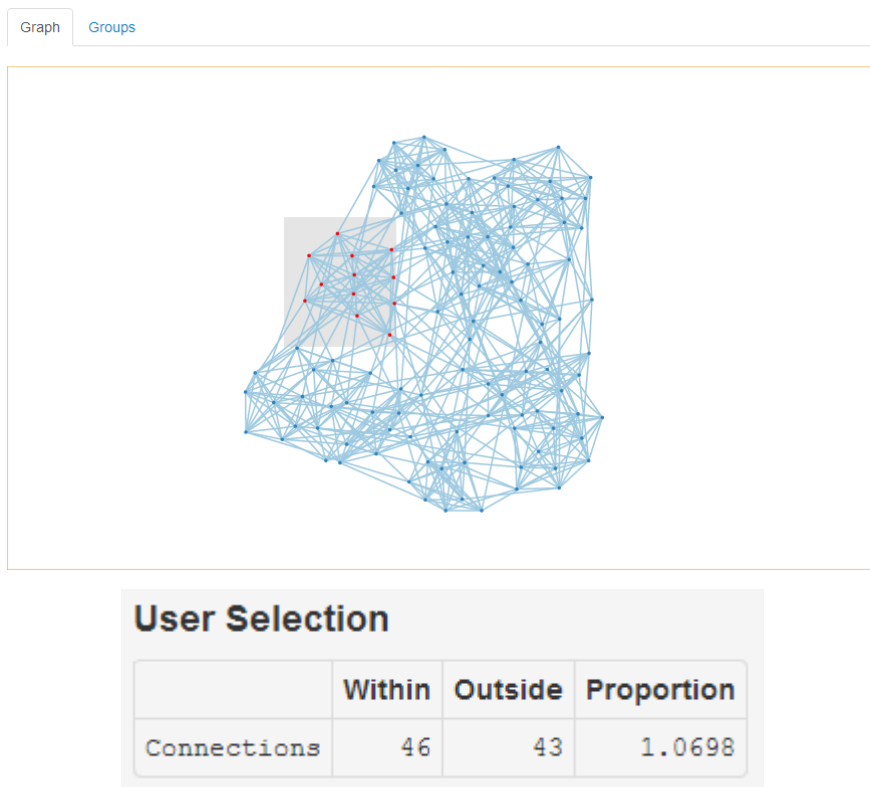 Graph Groups
User Selection
Within Outside Proportion
Connections 46 43 1.0698